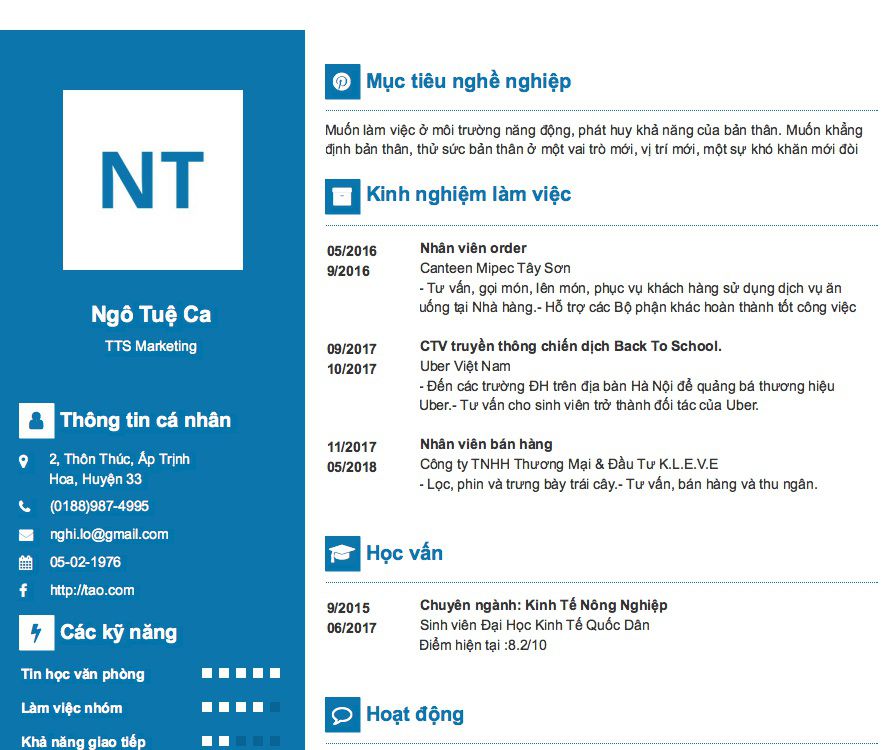 NT
Ngô Tuệ Ca
TTS Marketing
Thông tin cá nhân
2, Thôn Thúc, Ấp Trịnh
Hoa, Huyện 33
(0188)987-4995
nghi.lo@gmail.com
05-02-1976
http://tao.com
Các kỹ năng
Tin học văn phòng
Làm việc nhóm
Khả năng giao tiếp
Mục tiêu nghề nghiệp
Muốn làm việc ở môi trường năng động, phát huy khả năng của bản thân. Muốn khẳng
định bản thân, thử sức bản thân ở một vai trò mới, vị trí mới, một sự khó khăn mới đòi
Kinh nghiệm làm việc
05/2016
9/2016
Nhân viên order
Canteen Mipec Tây Sơn
- Tư vấn, gọi món, lên món, phục vụ khách hàng sử dụng dịch vụ ăn
uống tại Nhà hàng.- Hỗ trợ các Bộ phận khác hoàn thành tốt công việc
09/2017
10/2017
CTV truyền thông chiến dịch Back To School.
Uber Việt Nam
- Đến các trường ĐH trên địa bàn Hà Nội để quảng bá thương hiệu
Uber.- Tư vấn cho sinh viên trở thành đối tác của Uber.
11/2017
05/2018
Nhân viên bán hàng
Công ty TNHH Thương Mại & Đầu Tư K.L.E.V.E
- Lọc, phin và trưng bày trái cây.- Tư vấn, bán hàng và thu ngân.
Học vấn
9/2015
06/2017
Chuyên ngành: Kinh Tế Nông Nghiệp
Sinh viên Đại Học Kinh Tế Quốc Dân
Điểm hiện tại :8.2/10
Hoạt động